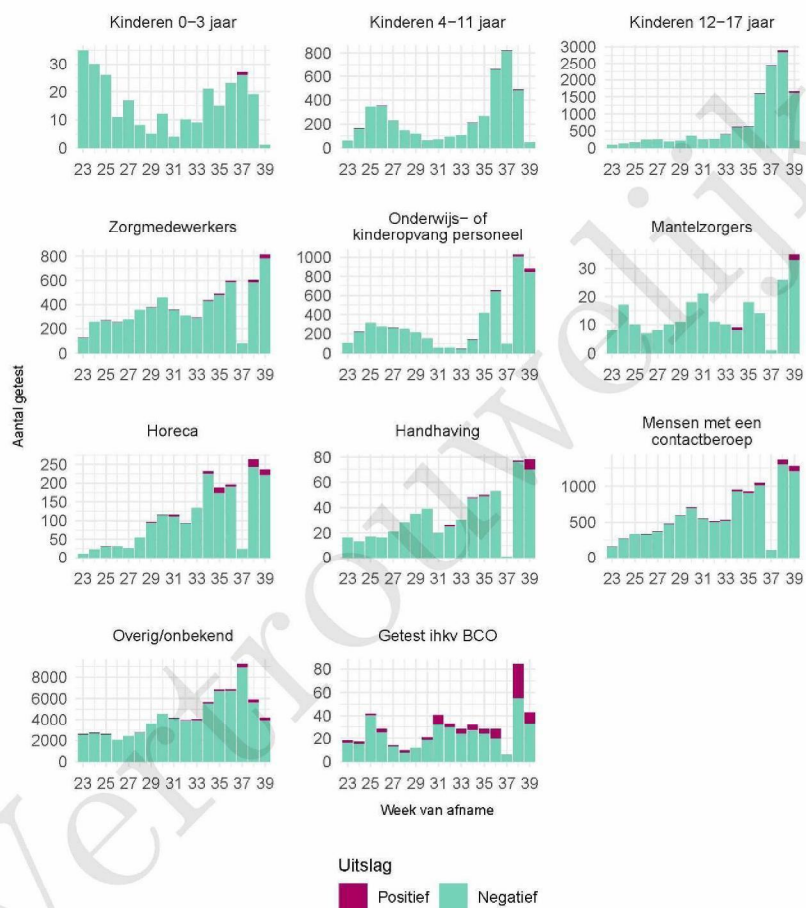 Kinderen 0−3 jaar
Kinderen 4−11 jaar
Kinderen 12−17 jaar
30
20
10
0
23 25 27 29 31 33 35 37 39
800
600
400
200
0
23 25 27 29 31 33 35 37 39
3000
2500
2000
1500
1000
500
0
23 25 27 29 31 33 35 37 39
Zorgmedewerkers
Onderwijs− of
kinderopvang personeel
Mantelzorgers
800
600
400
200
0
23 25 27 29 31 33 35 37 39
1000
800
600
400
200
0
23 25 27 29 31 33 35 37 39
30
20
10
0
23 25 27 29 31 33 35 37 39
Aantal getest
Horeca
Handhaving
Mensen met een
contactberoep
250
200
150
100
50
0
23 25 27 29 31 33 35 37 39
80
60
40
20
0
23 25 27 29 31 33 35 37 39
1000
500
0
23 25 27 29 31 33 35 37 39
Overig/onbekend
Getest ihkv BCO
8000
6000
4000
2000
0
23 25 27 29 31 33 35 37 39
80
60
40
20
0
23 25 27 29 31 33 35 37 39
Week van afname
Uitslag
Positief Negatief
Vertrouwelijk